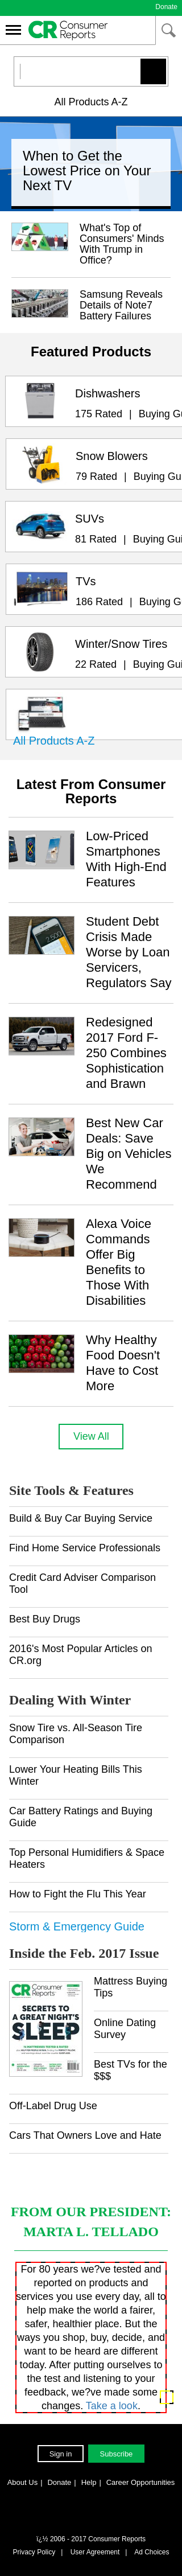 Donate
CR Consumer Reports
All Products A-Z
When to Get the
Lowest Price on Your
Next TV
What's Top of
Consumers' Minds
With Trump in
Office?
Samsung Reveals
Details of Note7
Battery Failures
Featured Products
Dishwashers
175 Rated | Buying Gu
Snow Blowers
79 Rated | Buying Gu
SUVs
81 Rated | Buying Gui
TVs
186 Rated | Buying G
Winter/Snow Tires
22 Rated | Buying Gui
All Products A-Z
Latest From Consumer
Reports
Low-Priced
Smartphones
With High-End
Features
Student Debt
Crisis Made
Worse by Loan
Servicers,
Regulators Say
Redesigned
2017 Ford F-
250 Combines
Sophistication
and Brawn
Best New Car
Deals: Save
Big on Vehicles
We
Recommend
Alexa Voice
Commands
Offer Big
Benefits to
Those With
Disabilities
Why Healthy
Food Doesn't
Have to Cost
More
View All
Site Tools & Features
Build & Buy Car Buying Service
Find Home Service Professionals
Credit Card Adviser Comparison
Tool
Best Buy Drugs
2016's Most Popular Articles on
CR.org
Dealing With Winter
Snow Tire vs. All-Season Tire
Comparison
Lower Your Heating Bills This
Winter
Car Battery Ratings and Buying
Guide
Top Personal Humidifiers & Space
Heaters
How to Fight the Flu This Year
Storm & Emergency Guide
Inside the Feb. 2017 Issue
CR Consumer Reports
SECRETS TO
SLEEP
Mattress Buying
Tips
Online Dating
Survey
Best TVs for the
$$$
Off-Label Drug Use
Cars That Owners Love and Hate
FROM OUR PRESIDENT:
MARTA L. TELLADO
For 80 years we?ve tested and
reported on products and
services you use every day, all to
help make the world a fairer,
safer, healthier place. But the
ways you shop, buy, decide, and
want to be heard are different
today. After putting ourselves to
the test and listening to your
feedback, we?ve made some
changes. Take a look.
Sign in
Subscribe
About Us | Donate | Help | Career Opportunities
ï¿½ 2006 - 2017 Consumer Reports
Privacy Policy | User Agreement | Ad Choices